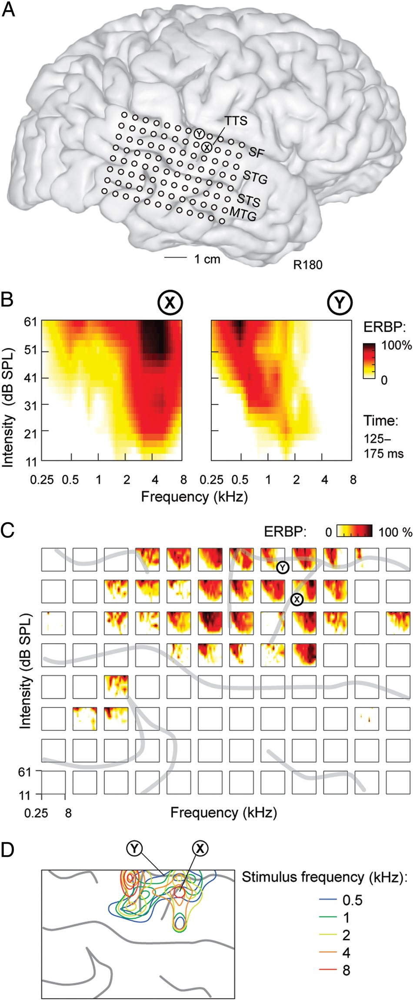 A
TTS
Y
X
SF
STG
STS
MTG
1 cm
R180
B
X
Y
61
51
41
31
21
11
Intensity (dB SPL)
0.25 0.5 1 2 4 8
0.25 0.5 1 2 4 8
Frequency (kHz)
ERBP:
100%
0
Time:
125–
175 ms
C
ERBP: 0 100 %
Y
X
Intensity (dB SPL)
61
11
0.25 8
Frequency (kHz)
D
Y
X
Stimulus frequency (kHz):
0.5
1
2
4
8